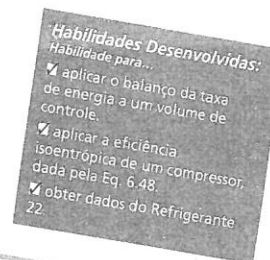 Habilidades Desenvolvidas:
Habilidade para...
☑ aplicar o balanço da taxa
de energia a um volume de
controle.
☑ aplicar a eficiência
isoentrópica de um compressor,
dada pela Eq. 6.48.
☑ obter dados do Refrigerante
22